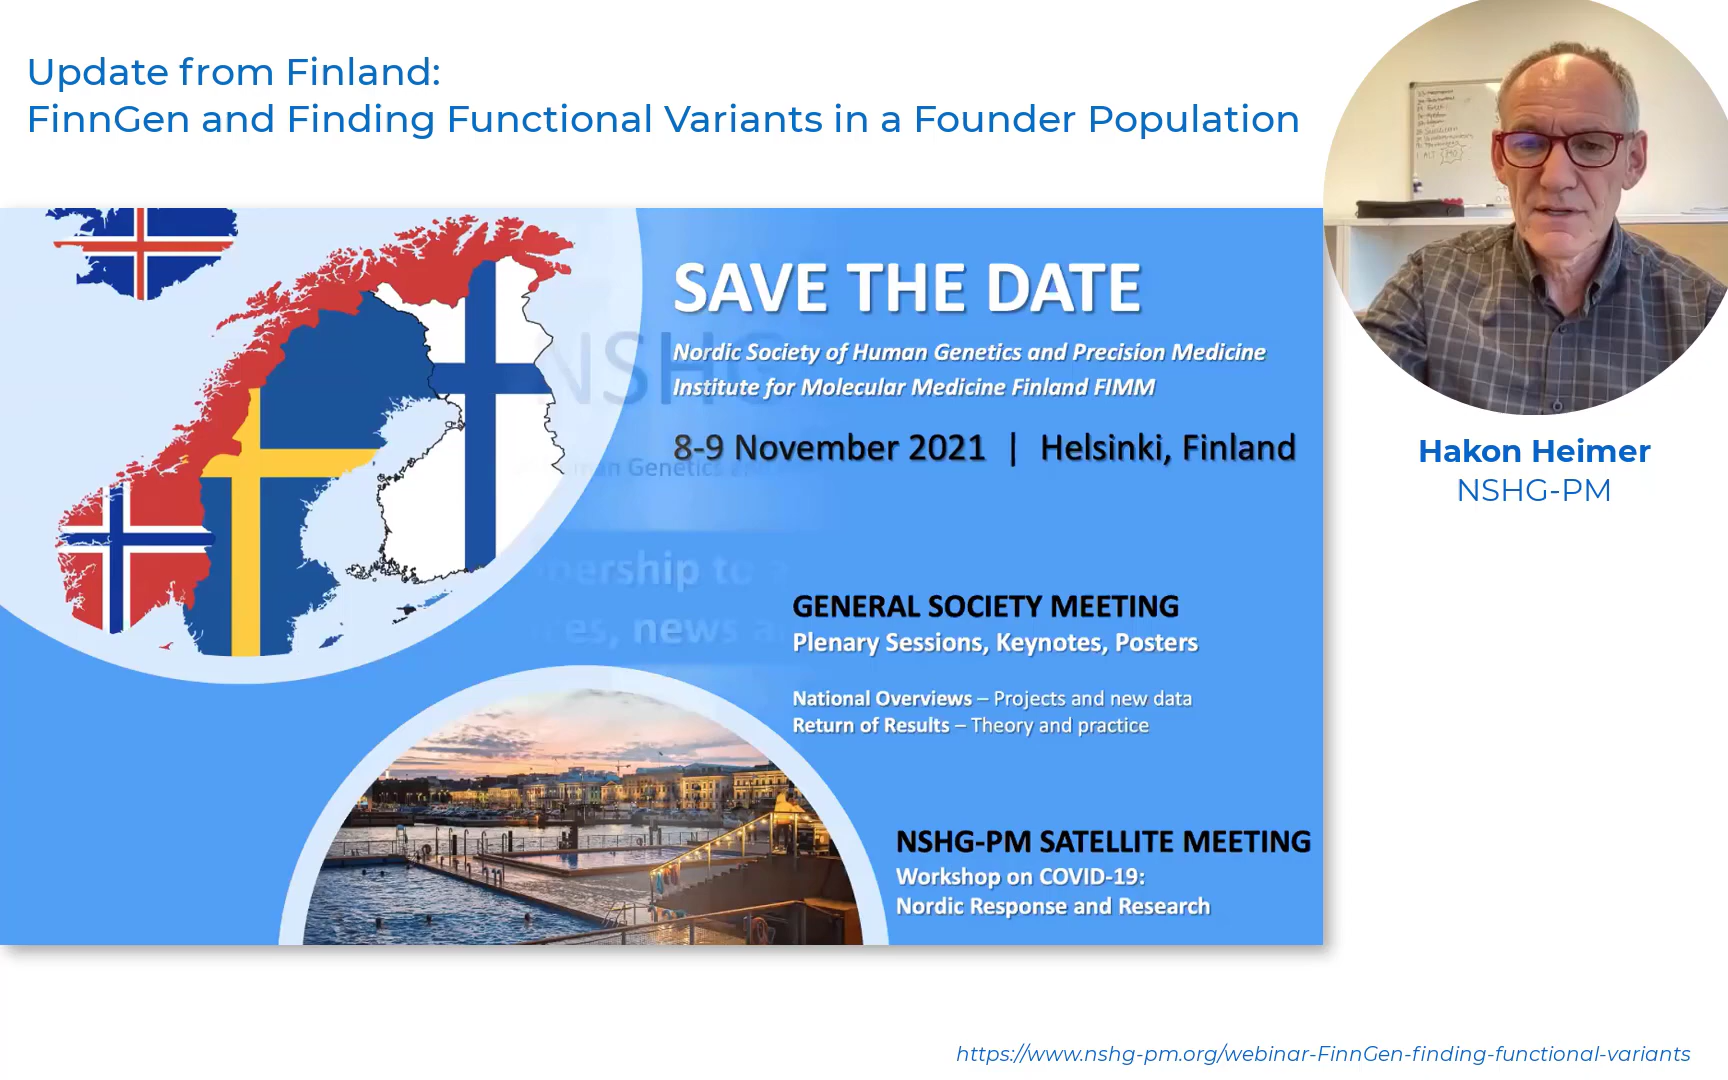 Update from Finland:
FinnGen and Finding Functional Variants in a Founder Population
SAVE THE DATE
Nordic Society of Human Genetics and Precision Medicine
Institute for Molecular Medicine Finland FIMM
8-9 November 2021 | Helsinki, Finland
NSHG
Genetics
news
GENERAL SOCIETY MEETING
Plenary Sessions, Keynotes, Posters
National Overviews – Projects and new data
Return of Results – Theory and practice
NSHG-PM SATELLITE MEETING
Workshop on COVID-19:
Nordic Response and Research
Hakon Heimer
NSHG-PM
https://www.nshg-pm.org/webinar-FinnGen-finding-functional-variants